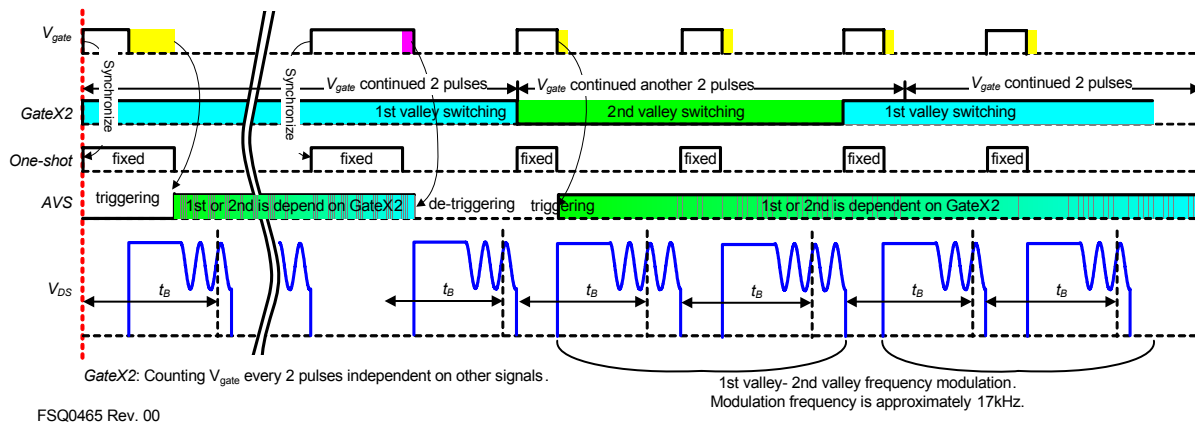 Vgate
Synchronize
Synchronize
Vgate continued 2 pulses
Vgate continued another 2 pulses
Vgate continued 2 pulses
GateX2
1st valley switching
2nd valley switching
1st valley switching
One-shot
fixed
fixed
fixed
fixed
fixed
fixed
AVS
triggering
1st or 2nd is depend on GateX2
de-triggering
triggering
1st or 2nd is dependent on GateX2
VDS
tB
tB
tB
tB
tB
tB
GateX2: Counting Vgate every 2 pulses independent on other signals.
1st valley- 2nd valley frequency modulation.
Modulation frequency is approximately 17kHz.
FSQ0465 Rev. 00